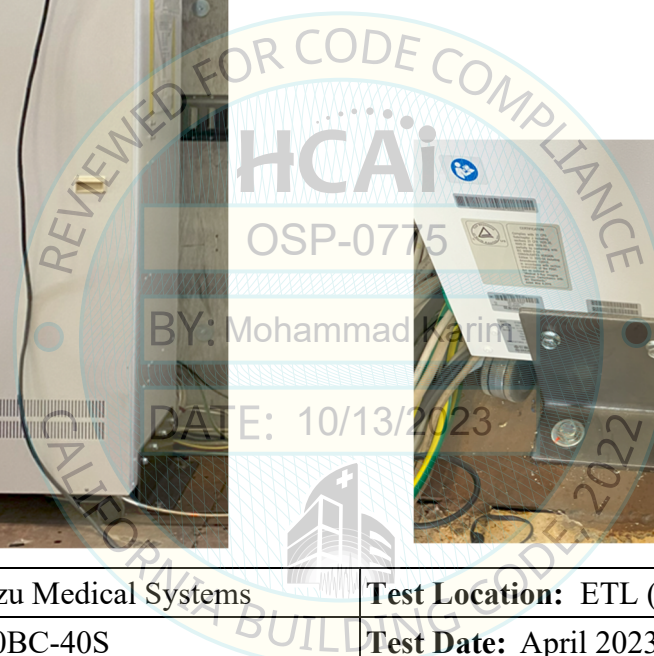 REVIEWED FOR CODE COMPLIANCE
HCAi
OSP-0775
BY: Mohammad Karim
DATE: 10/13/2023
CALIFORNIA BUILDING CODE, 2022
zu Medical Systems
Test Location: ETL (
0BC-40S
Test Date: April 2023